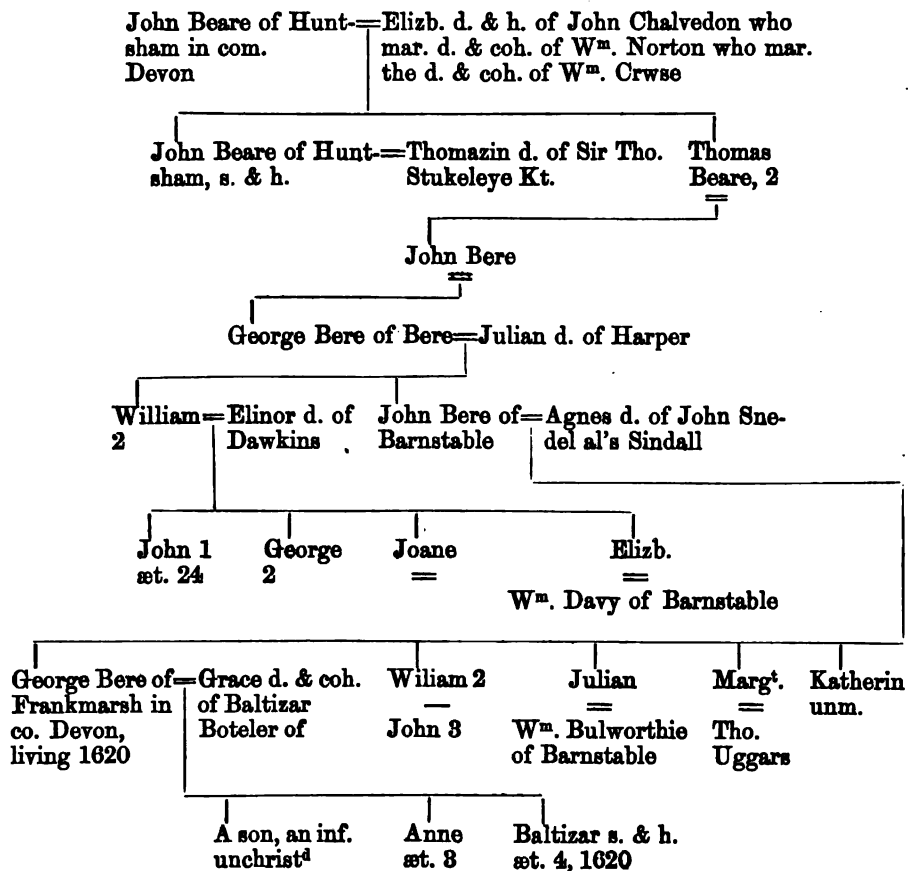 John Beare of Hunt-=Elizb. d. & h. of John Chalvedon who
sham in com. mar. d. & coh. of Wᵐ. Norton who mar.
Devon the d. & coh. of Wᵐ. Crwse
John Beare of Hunt-=Thomazin d. of Sir Tho. Thomas
sham, s. & h. Stukeleye Kt. Beare, 2
=
John Bere
=
George Bere of Bere=Julian d. of Harper
William=Elinor d. of John Bere of=Agnes d. of John Sne-
2 Dawkins Barnstable del al's Sindall
John 1 George Joane Elizb.
æt. 24 2 = =
Wᵐ. Davy of Barnstable
George Bere of=Grace d. & coh. Wiliam 2 Julian Margᵗ. Katherin
Frankmarsh in of Baltizar — = = unm.
co. Devon, Boteler of John 3 Wᵐ. Bulworthie Tho.
living 1620 of Barnstable Uggars
A son, an inf. Anne Baltizar s. & h.
unchristᵈ æt. 3 æt. 4, 1620